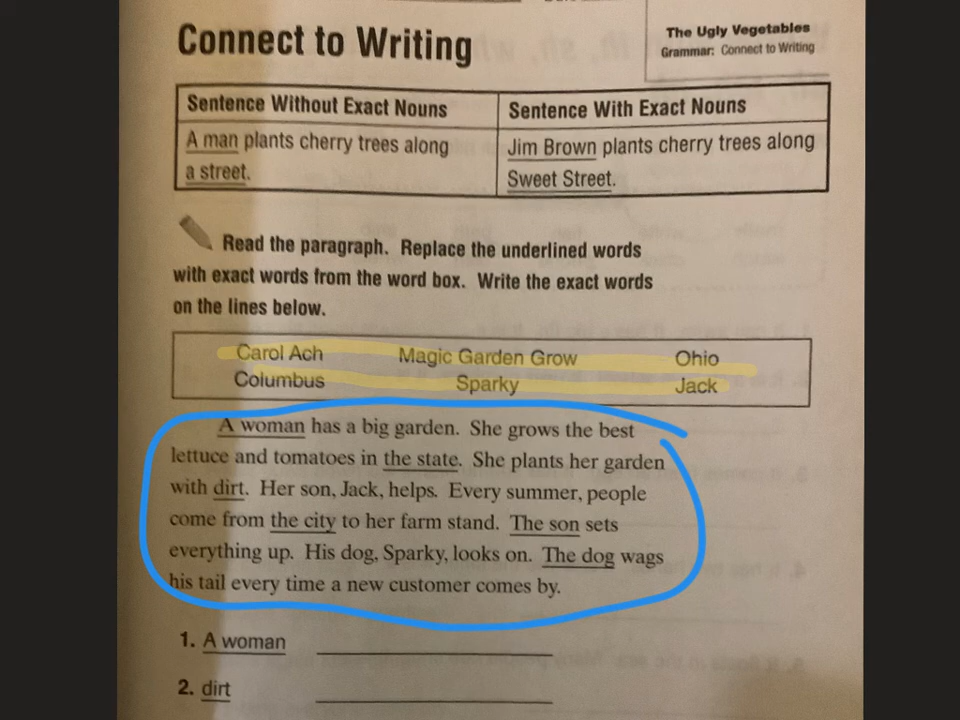 Connect to Writing
The Ugly Vegetables
Grammar: Connect to Writing
Sentence Without Exact Nouns
Sentence With Exact Nouns
A man plants cherry trees along
a street.
Jim Brown plants cherry trees along
Sweet Street.
Read the paragraph. Replace the underlined words
with exact words from the word box. Write the exact words
on the lines below.
Carol Ach Magic Garden Grow Ohio
Columbus Sparky Jack
A woman has a big garden. She grows the best
lettuce and tomatoes in the state. She plants her garden
with dirt. Her son, Jack, helps. Every summer, people
come from the city to her farm stand. The son sets
everything up. His dog, Sparky, looks on. The dog wags
his tail every time a new customer comes by.
1. A woman
2. dirt